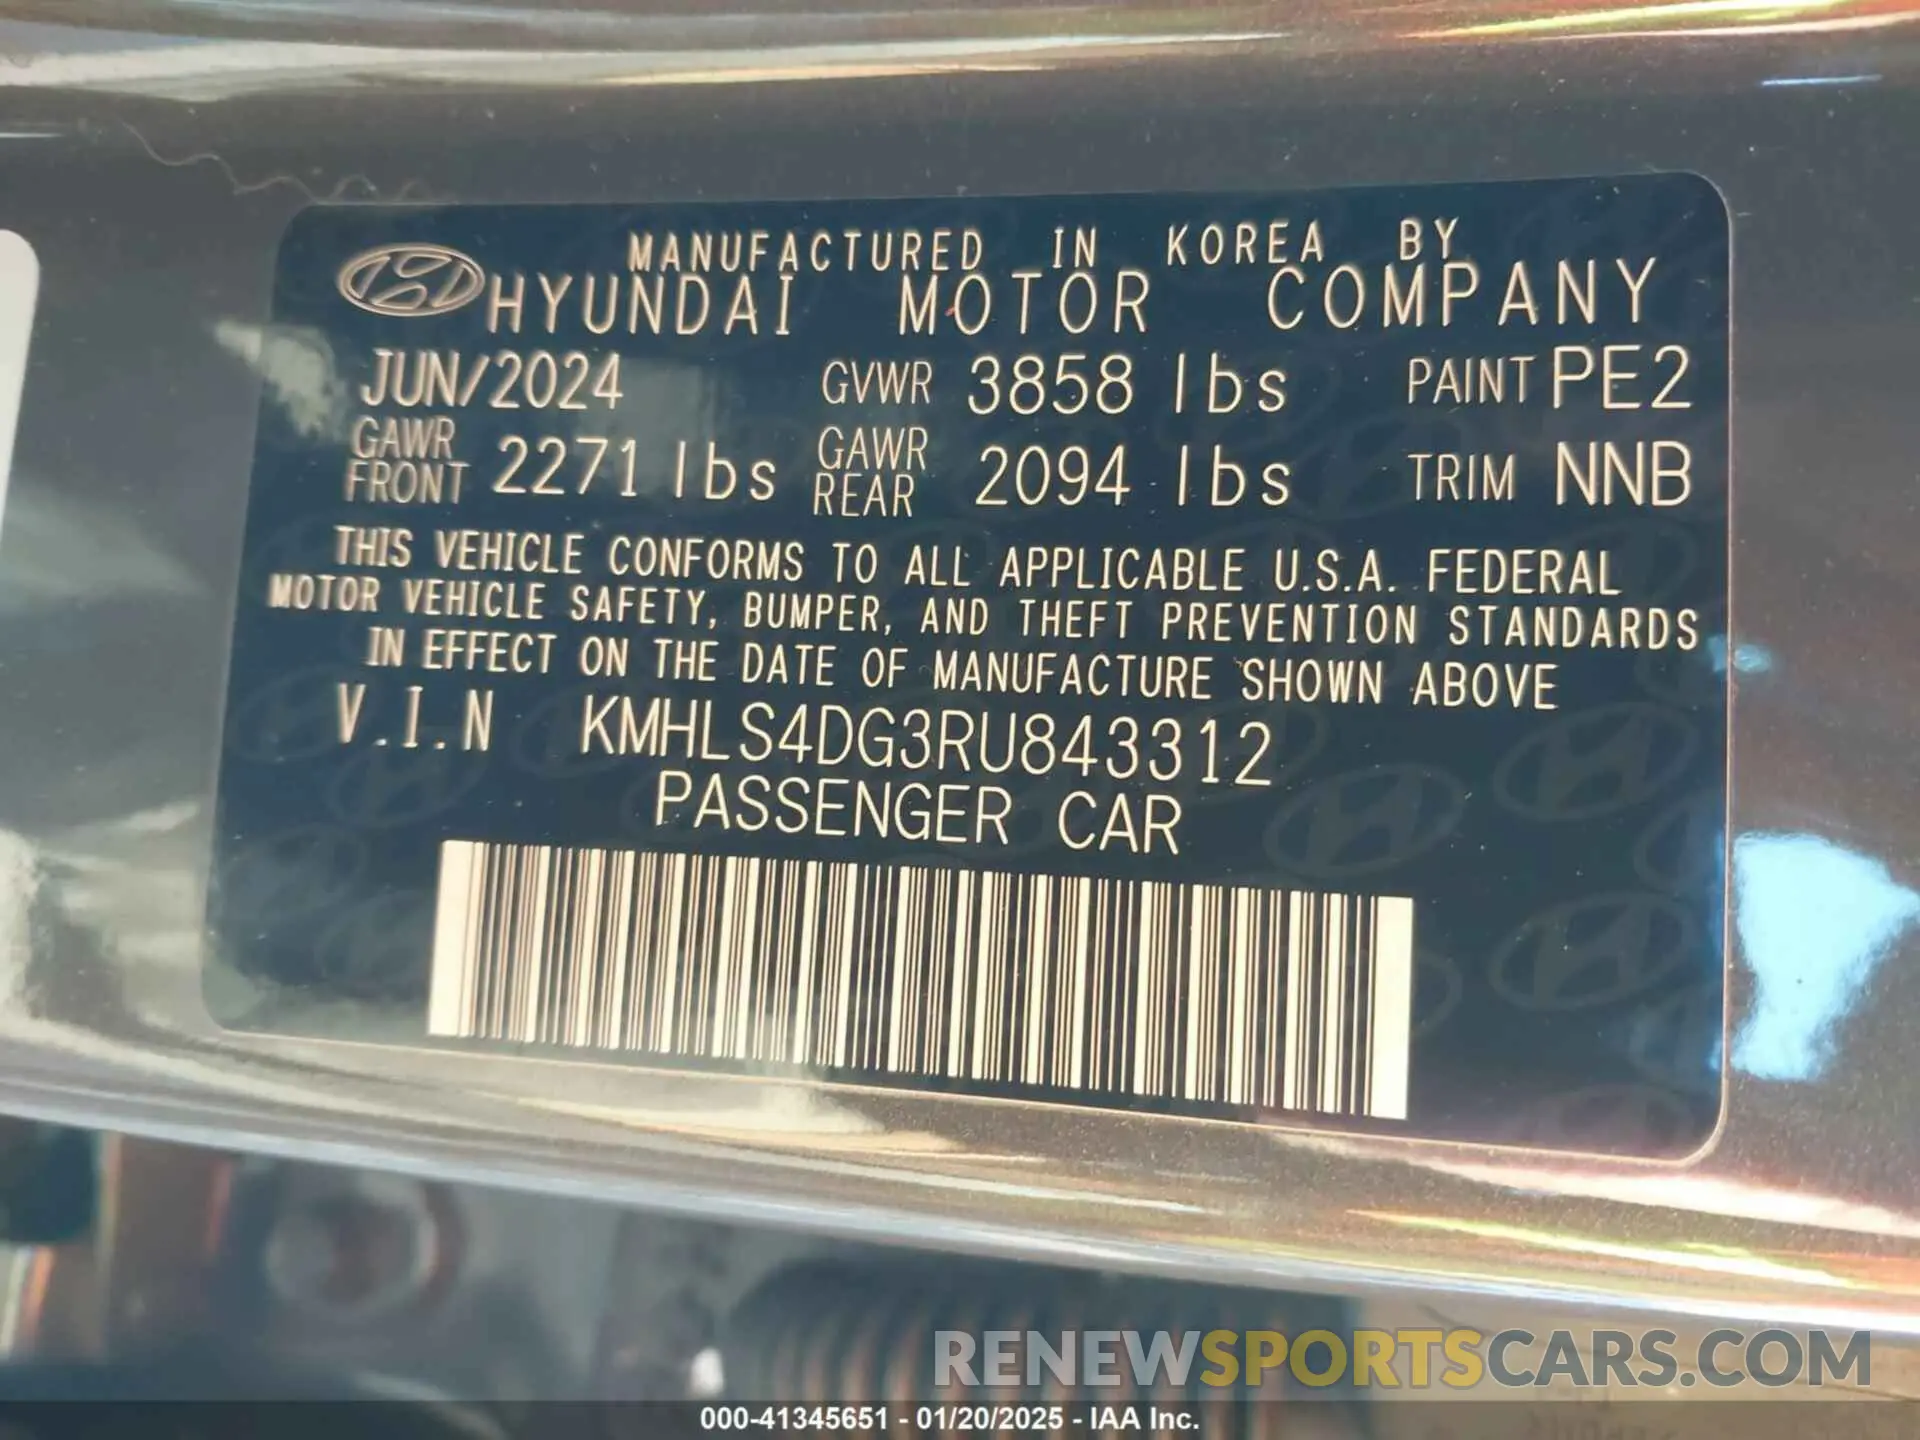 MANUFACTURED IN KOREA BY
HYUNDAI MOTOR COMPANY
JUN/2024 GVWR 3858 lbs PAINT PE2
GAWR FRONT 2271 lbs GAWR REAR 2094 lbs TRIM NNB
THIS VEHICLE CONFORMS TO ALL APPLICABLE U.S.A. FEDERAL
MOTOR VEHICLE SAFETY, BUMPER, AND THEFT PREVENTION STANDARDS
IN EFFECT ON THE DATE OF MANUFACTURE SHOWN ABOVE
V.I.N KMHLS4DG3RU843312
PASSENGER CAR
RENEWSPORTSCARS.COM
000-41345651 - 01/20/2025 - IAA Inc.